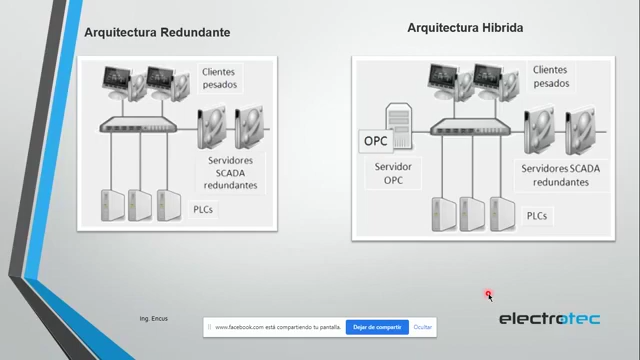 Arquitectura Redundante
Clientes
pesados
Servidores
SCADA
redundantes
PLCs
Arquitectura Hibrida
Clientes
pesados
OPC
Servidor
OPC
Servidores SCADA
redundantes
PLCs
Ing. Encus
www.facebook.com está compartiendo tu pantalla.
Dejar de compartir
Ocultar
electrotec